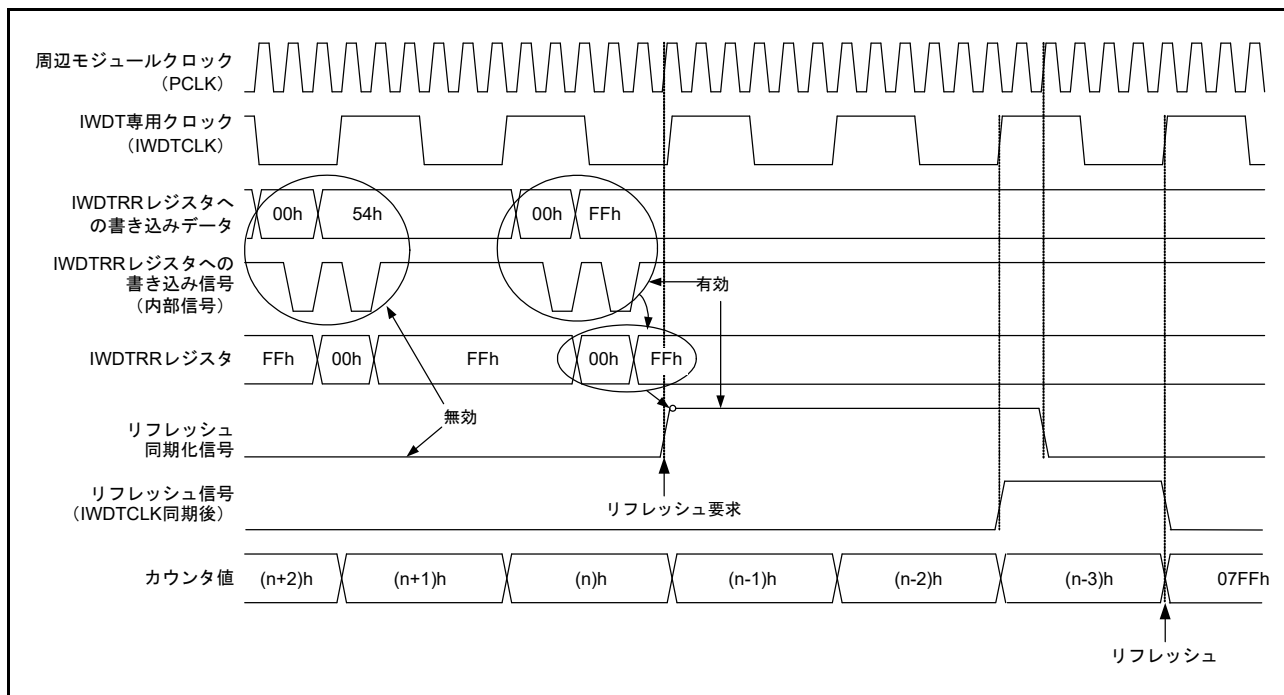 周辺モジュールクロック
（PCLK）
IWDT専用クロック
（IWDTCLK）
IWDTRRレジスタへ
の書き込みデータ
00h 54h 00h FFh
IWDTRRレジスタへの
書き込み信号
（内部信号）
有効
IWDTRRレジスタ
FFh 00h FFh 00h FFh
無効
リフレッシュ
同期化信号
リフレッシュ要求
リフレッシュ信号
（IWDTCLK同期後）
カウンタ値
(n+2)h (n+1)h (n)h (n-1)h (n-2)h (n-3)h 07FFh
リフレッシュ